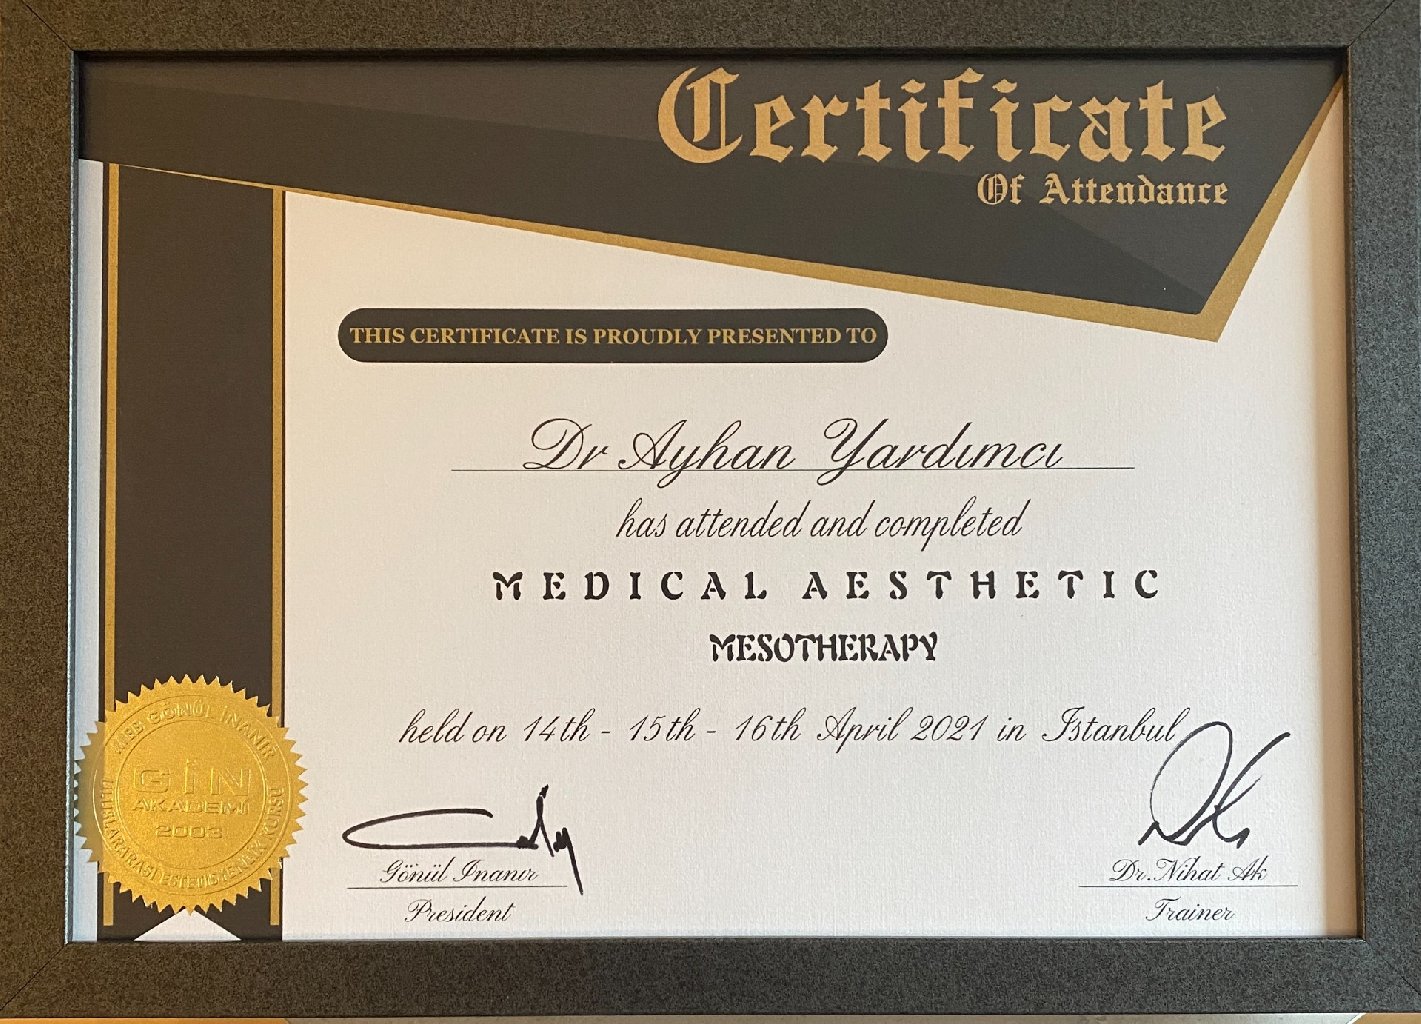 Certificate
Of Attendance
THIS CERTIFICATE IS PROUDLY PRESENTED TO
Dr Ayhan Yardımcı
has attended and completed
MEDICAL AESTHETIC
MESOTHERAPY
held on 14th - 15th - 16th April 2021 in Istanbul
GÖNÜL İNANIR
GİN
AKADEMİ
2003
Gönül Inanır
President
Dr. Nihat Ak
Trainer